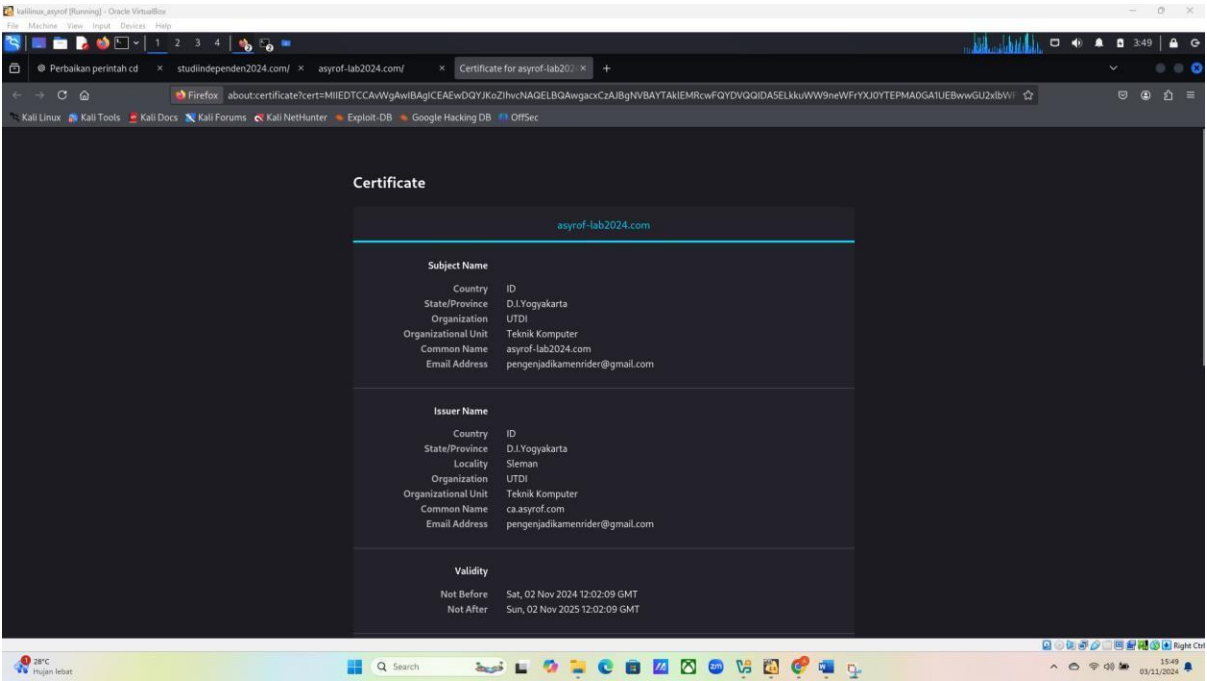 kalilinux_asyrof [Running] - Oracle VirtualBox
File Machine View Input Devices Help
1 2 3 4 3:49
Perbaikan perintah cd × studiindependen2024.com/ × asyrof-lab2024.com/ × Certificate for asyrof-lab202 × +
Firefox about:certificate?cert=
Kali Linux Kali Tools Kali Docs Kali Forums Kali NetHunter Exploit-DB Google Hacking DB OffSec
Certificate
asyrof-lab2024.com
Subject Name
Country ID
State/Province D.I.Yogyakarta
Organization UTDI
Organizational Unit Teknik Komputer
Common Name asyrof-lab2024.com
Email Address pengenjadikamenrider@gmail.com
Issuer Name
Country ID
State/Province D.I.Yogyakarta
Locality Sleman
Organization UTDI
Organizational Unit Teknik Komputer
Common Name ca.asyrof.com
Email Address pengenjadikamenrider@gmail.com
Validity
Not Before Sat, 02 Nov 2024 12:02:09 GMT
Not After Sun, 02 Nov 2025 12:02:09 GMT
Right Ctrl
28°C
Hujan lebat
Search
15:49
03/11/2024